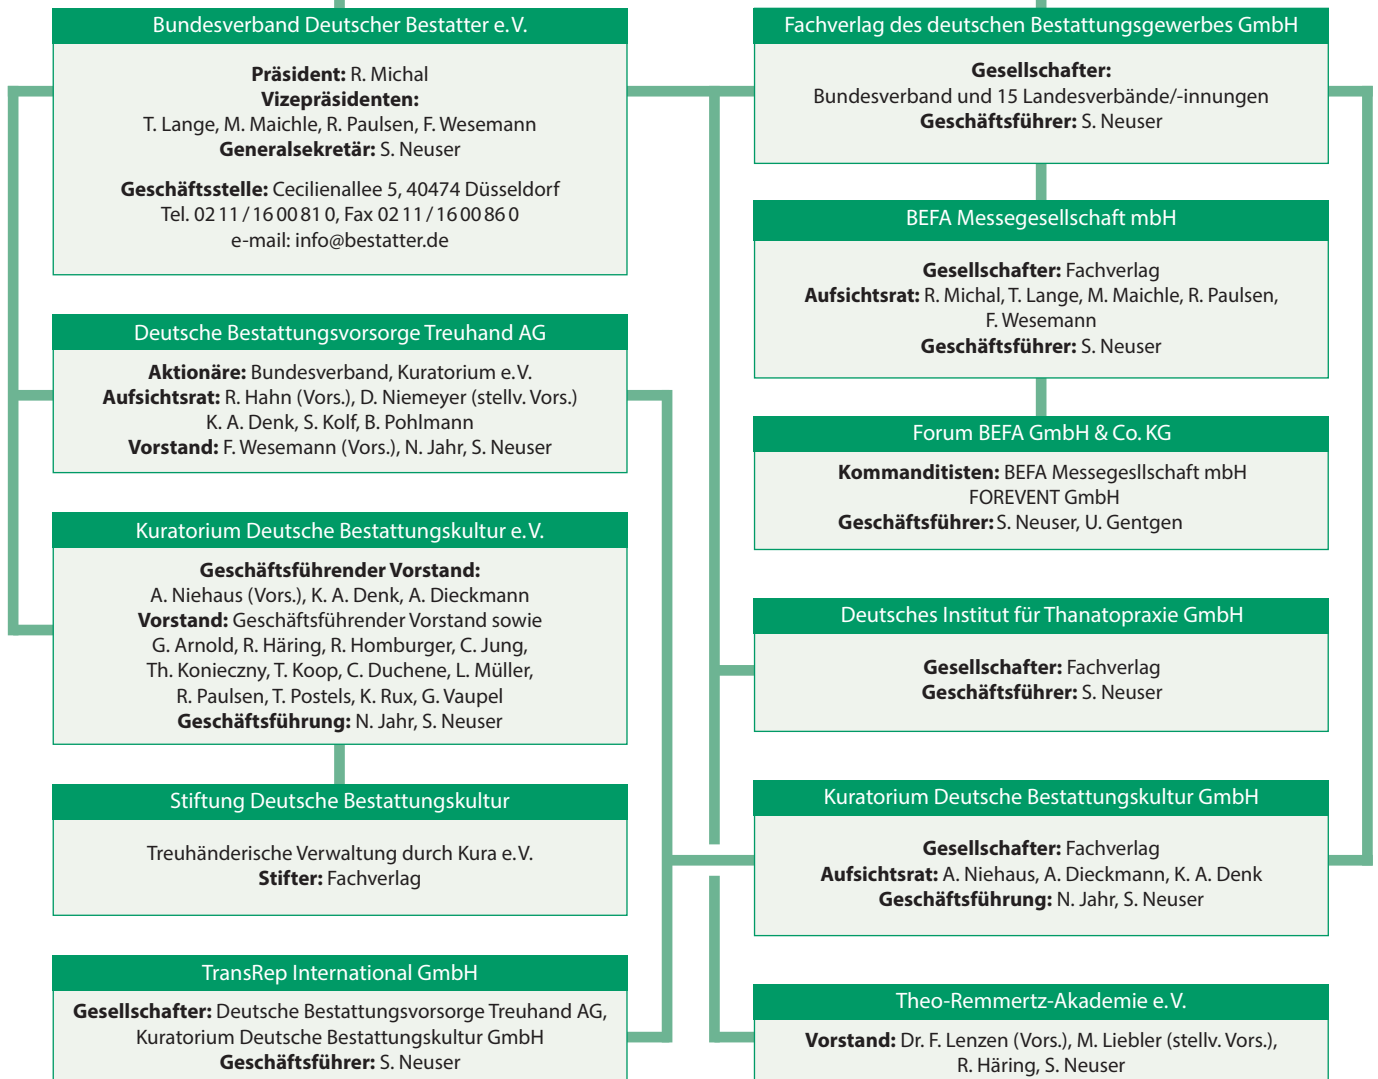 Bundesverband Deutscher Bestatter e.V.
Präsident: R. Michal
Vizepräsidenten:
T. Lange, M. Maichle, R. Paulsen, F. Wesemann
Generalsekretär: S. Neuser
Geschäftsstelle: Cecilienallee 5, 40474 Düsseldorf
Tel. 02 11 / 16 00 81 0, Fax 02 11 / 16 00 86 0
e-mail: info@bestatter.de
Deutsche Bestattungsvorsorge Treuhand AG
Aktionäre: Bundesverband, Kuratorium e.V.
Aufsichtsrat: R. Hahn (Vors.), D. Niemeyer (stellv. Vors.)
K. A. Denk, S. Kolf, B. Pohlmann
Vorstand: F. Wesemann (Vors.), N. Jahr, S. Neuser
Kuratorium Deutsche Bestattungskultur e.V.
Geschäftsführender Vorstand:
A. Niehaus (Vors.), K. A. Denk, A. Dieckmann
Vorstand: Geschäftsführender Vorstand sowie
G. Arnold, R. Häring, R. Homburger, C. Jung,
Th. Konieczny, T. Koop, C. Duchene, L. Müller,
R. Paulsen, T. Postels, K. Rux, G. Vaupel
Geschäftsführung: N. Jahr, S. Neuser
Stiftung Deutsche Bestattungskultur
Treuhänderische Verwaltung durch Kura e.V.
Stifter: Fachverlag
TransRep International GmbH
Gesellschafter: Deutsche Bestattungsvorsorge Treuhand AG,
Kuratorium Deutsche Bestattungskultur GmbH
Geschäftsführer: S. Neuser
Fachverlag des deutschen Bestattungsgewerbes GmbH
Gesellschafter:
Bundesverband und 15 Landesverbände/-innungen
Geschäftsführer: S. Neuser
BEFA Messegesellschaft mbH
Gesellschafter: Fachverlag
Aufsichtsrat: R. Michal, T. Lange, M. Maichle, R. Paulsen,
F. Wesemann
Geschäftsführer: S. Neuser
Forum BEFA GmbH & Co. KG
Kommanditisten: BEFA Messegesllschaft mbH
FOREVENT GmbH
Geschäftsführer: S. Neuser, U. Gentgen
Deutsches Institut für Thanatopraxie GmbH
Gesellschafter: Fachverlag
Geschäftsführer: S. Neuser
Kuratorium Deutsche Bestattungskultur GmbH
Gesellschafter: Fachverlag
Aufsichtsrat: A. Niehaus, A. Dieckmann, K. A. Denk
Geschäftsführung: N. Jahr, S. Neuser
Theo-Remmertz-Akademie e.V.
Vorstand: Dr. F. Lenzen (Vors.), M. Liebler (stellv. Vors.),
R. Häring, S. Neuser